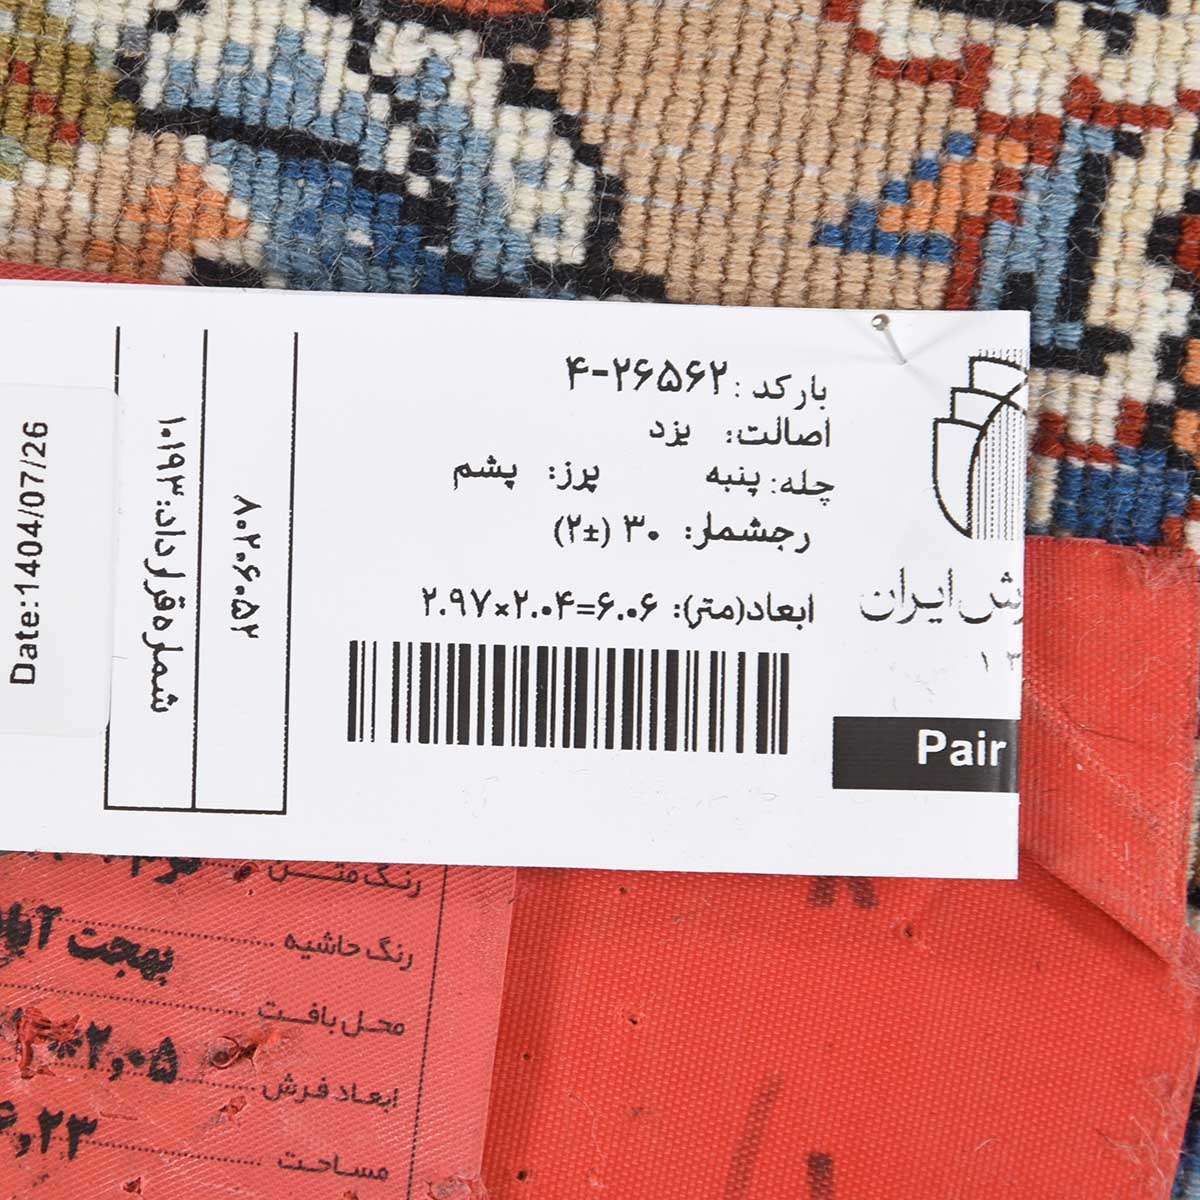 بارکد: ۴-۲۶۵۶۲
اصالت: یزد
چله: پنبه پرز: پشم
رجشمار: ۳۰ (±۲)
ابعاد(متر): ۲.۹۷×۲.۰۴=۶.۰۶
ایران
Pair
۸۰۲۰۶۰۵۲
شماره قرارداد: ۱۰۱۹۳
Date:1404/07/26
رنگ متن
رنگ حاشیه
بهجت
محل بافت
ابعاد فرش
۲,۰۵
مساحت
۶,۲۳